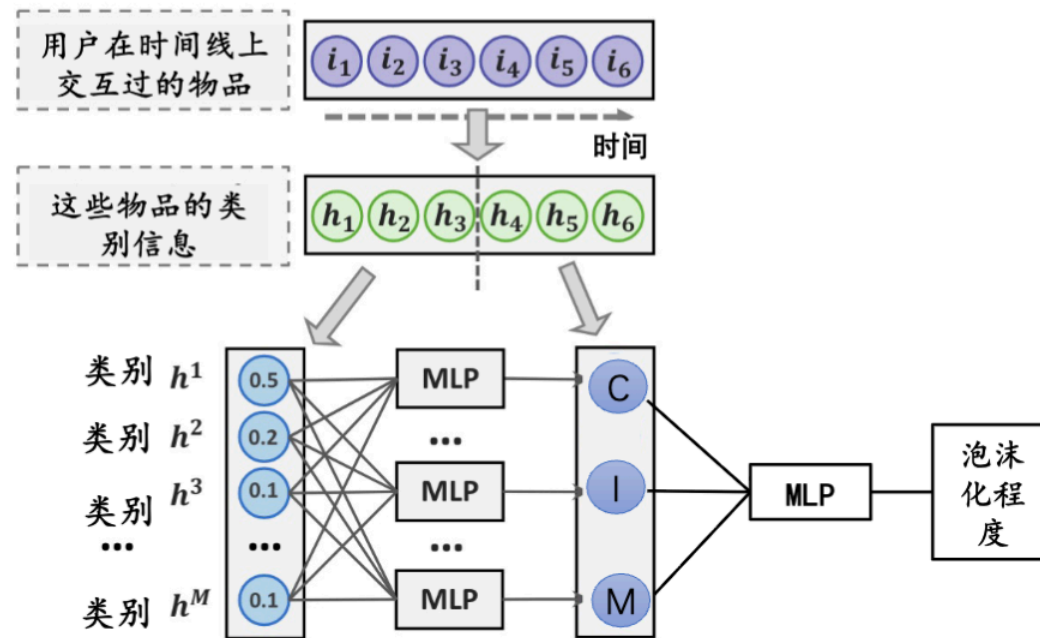 用户在时间线上
交互过的物品
i₁ i₂ i₃ i₄ i₅ i₆
时间
这些物品的类
别信息
h₁ h₂ h₃ h₄ h₅ h₆
类别 h¹ 0.5 MLP C
类别 h² 0.2 ...
类别 h³ 0.1 MLP I MLP
泡沫
化程
度
... ... ...
类别 hᴹ 0.1 MLP M